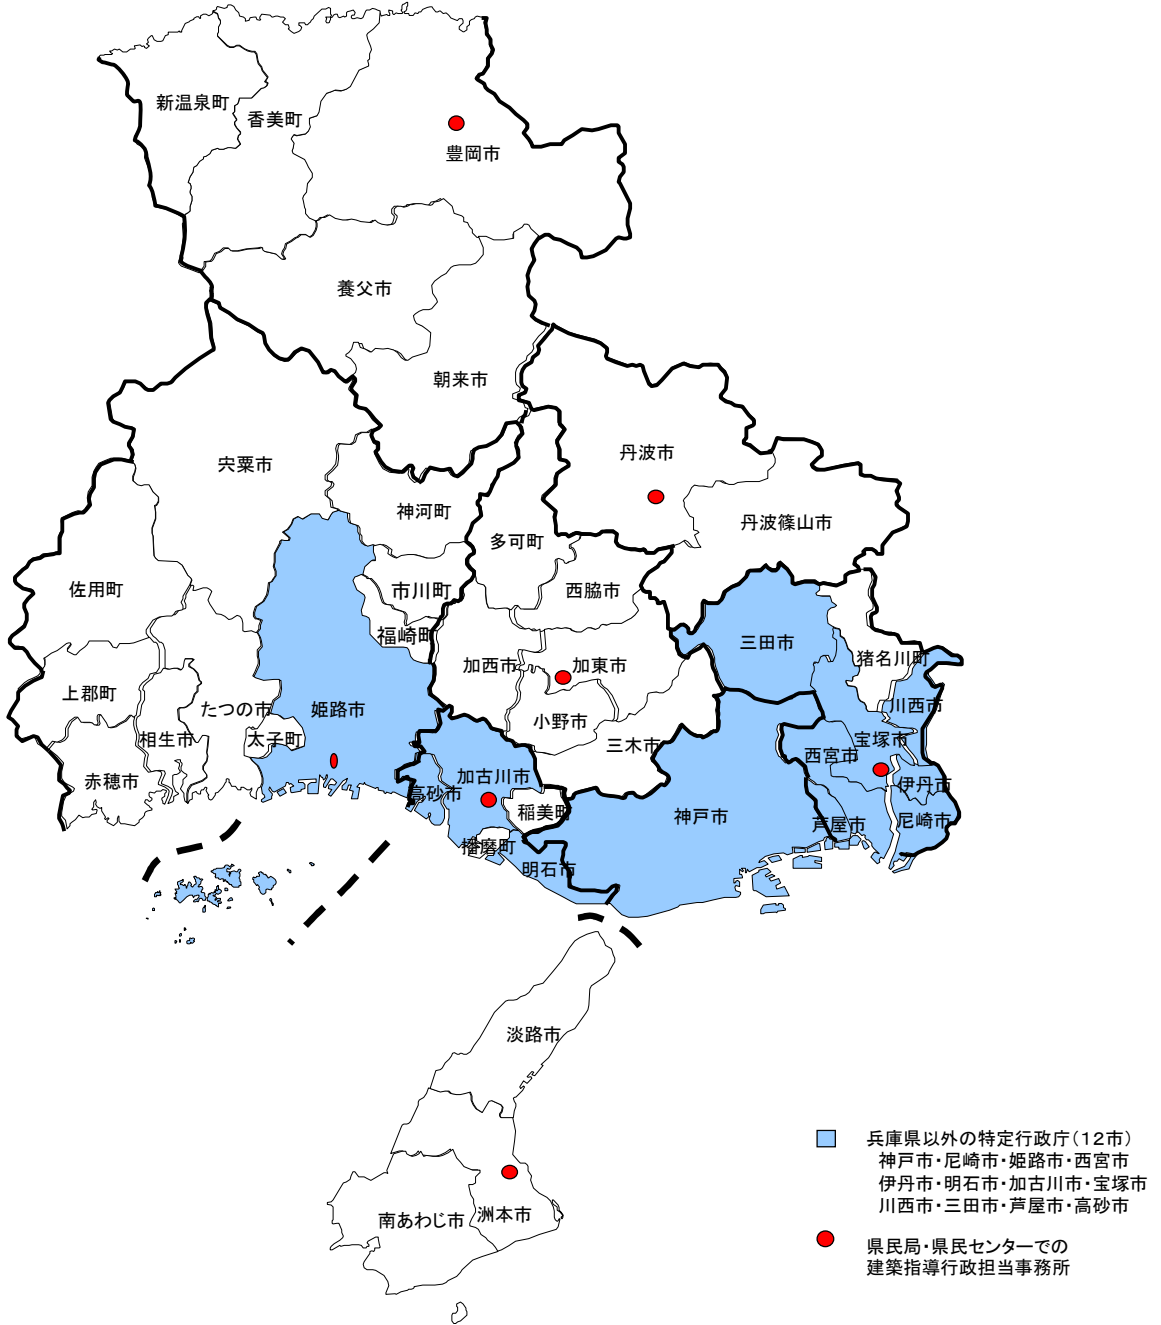 新温泉町
香美町
豊岡市
養父市
朝来市
宍粟市
丹波市
神河町
丹波篠山市
多可町
佐用町
市川町
西脇市
福崎町
三田市
猪名川町
加西市
加東市
上郡町
たつの市
姫路市
川西市
小野市
相生市
太子町
三木市
宝塚市
西宮市
赤穂市
加古川市
高砂市
伊丹市
稲美町
神戸市
芦屋市
尼崎市
播磨町
明石市
淡路市
南あわじ市
洲本市
兵庫県以外の特定行政庁(12市)
神戸市・尼崎市・姫路市・西宮市
伊丹市・明石市・加古川市・宝塚市
川西市・三田市・芦屋市・高砂市
県民局・県民センターでの
建築指導行政担当事務所